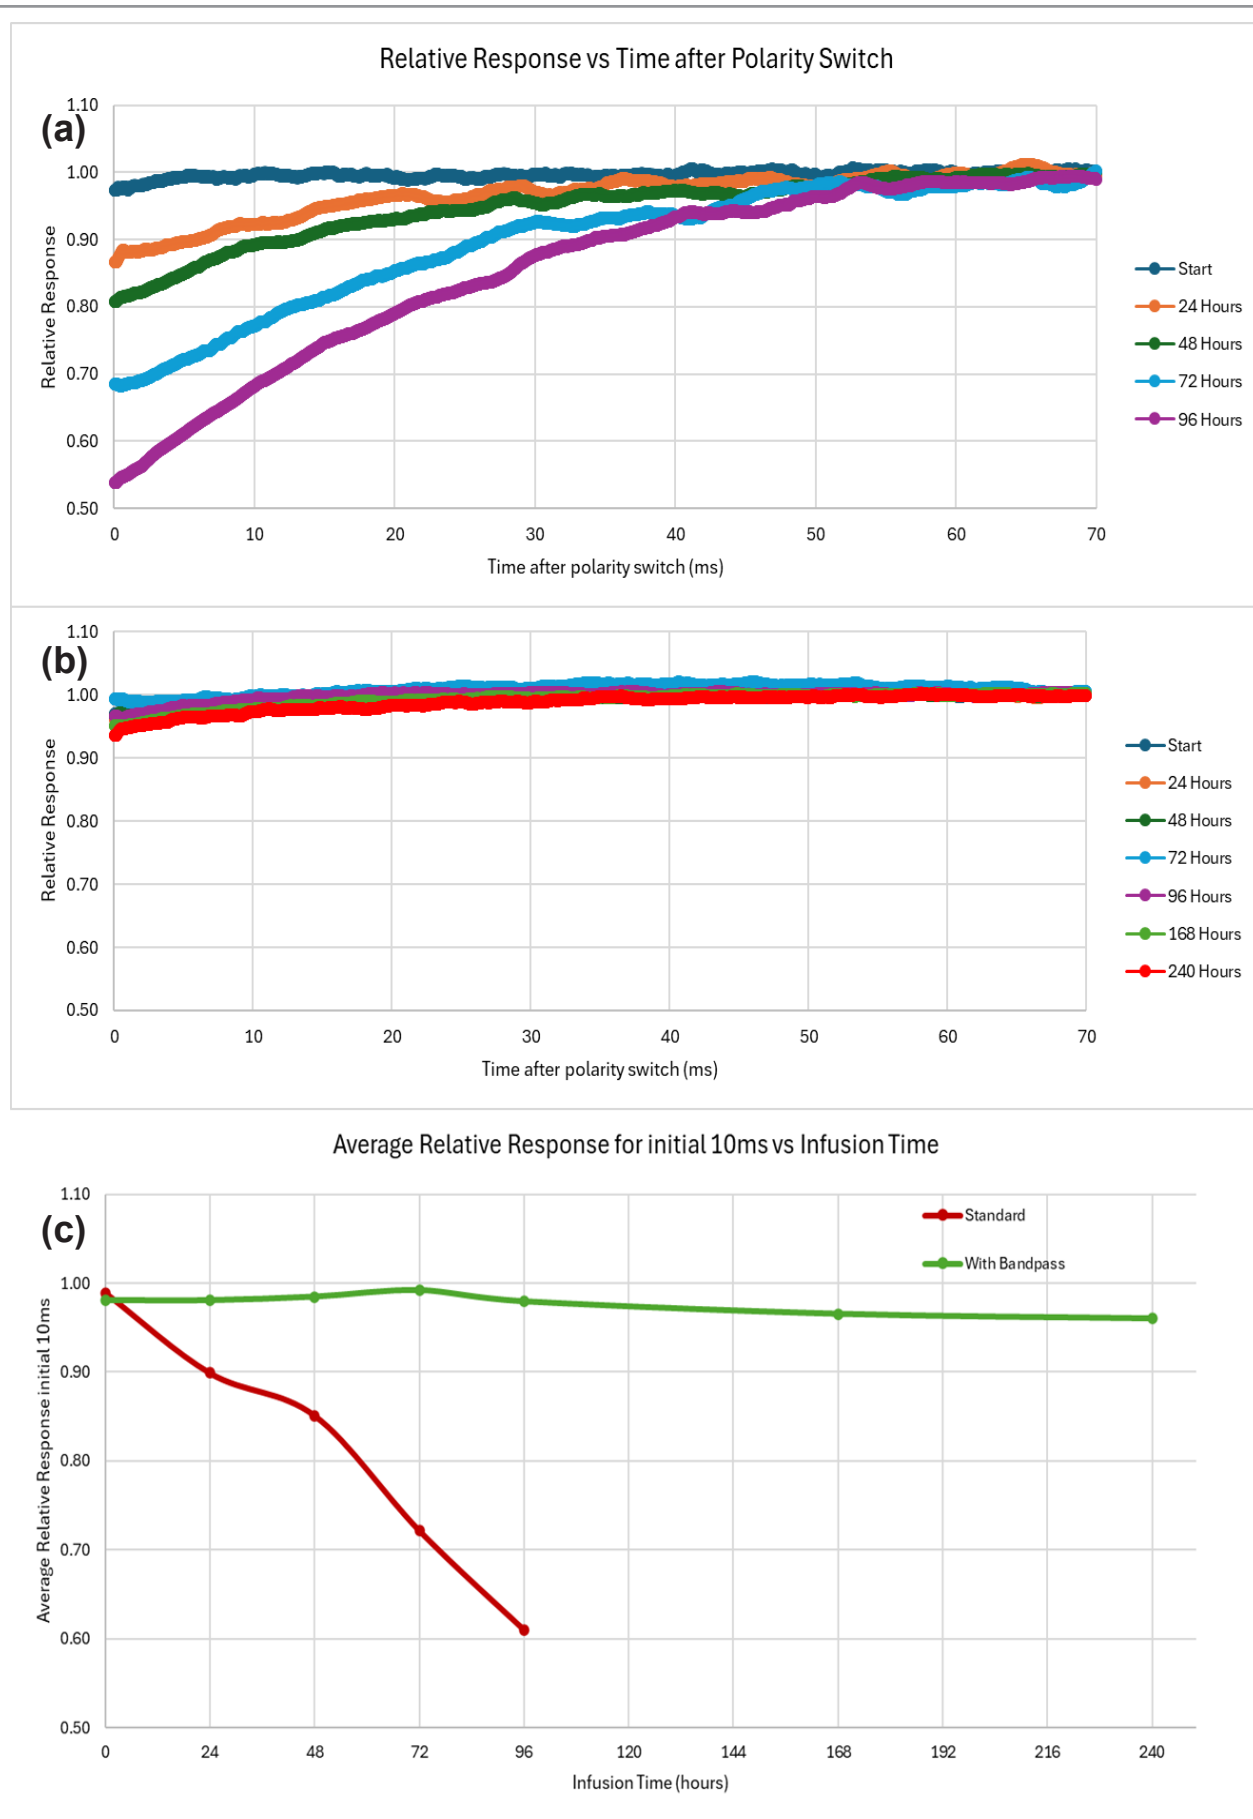 Relative Response vs Time after Polarity Switch
(a)
1.10
1.00
0.90
0.80
0.70
0.60
0.50
Relative Response
0 10 20 30 40 50 60 70
Time after polarity switch (ms)
Start
24 Hours
48 Hours
72 Hours
96 Hours
(b)
1.10
1.00
0.90
0.80
0.70
0.60
0.50
Relative Response
0 10 20 30 40 50 60 70
Time after polarity switch (ms)
Start
24 Hours
48 Hours
72 Hours
96 Hours
168 Hours
240 Hours
Average Relative Response for initial 10ms vs Infusion Time
(c)
1.10
1.00
0.90
0.80
0.70
0.60
0.50
Average Relative Response initial 10ms
Standard
With Bandpass
0 24 48 72 96 120 144 168 192 216 240
Infusion Time (hours)